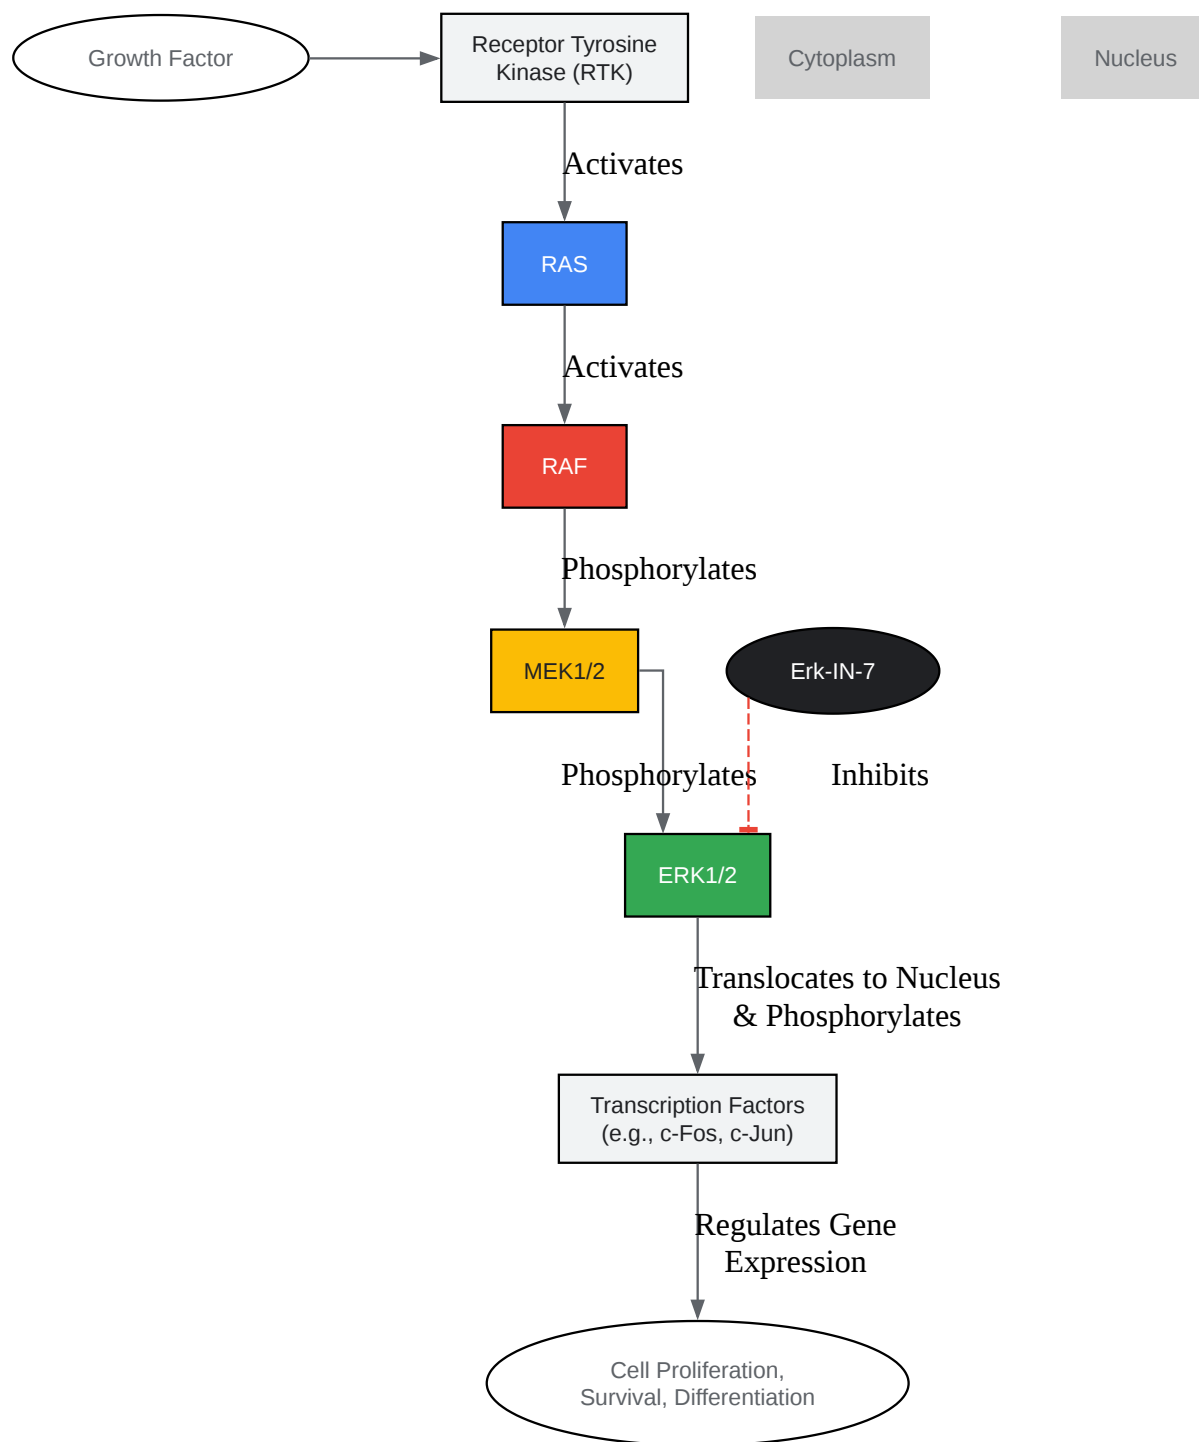 Growth Factor
Receptor Tyrosine
Kinase (RTK)
Cytoplasm
Nucleus
Activates
RAS
Activates
RAF
Phosphorylates
MEK1/2
Erk-IN-7
Phosphorylates
Inhibits
ERK1/2
Translocates to Nucleus
& Phosphorylates
Transcription Factors
(e.g., c-Fos, c-Jun)
Regulates Gene
Expression
Cell Proliferation,
Survival, Differentiation